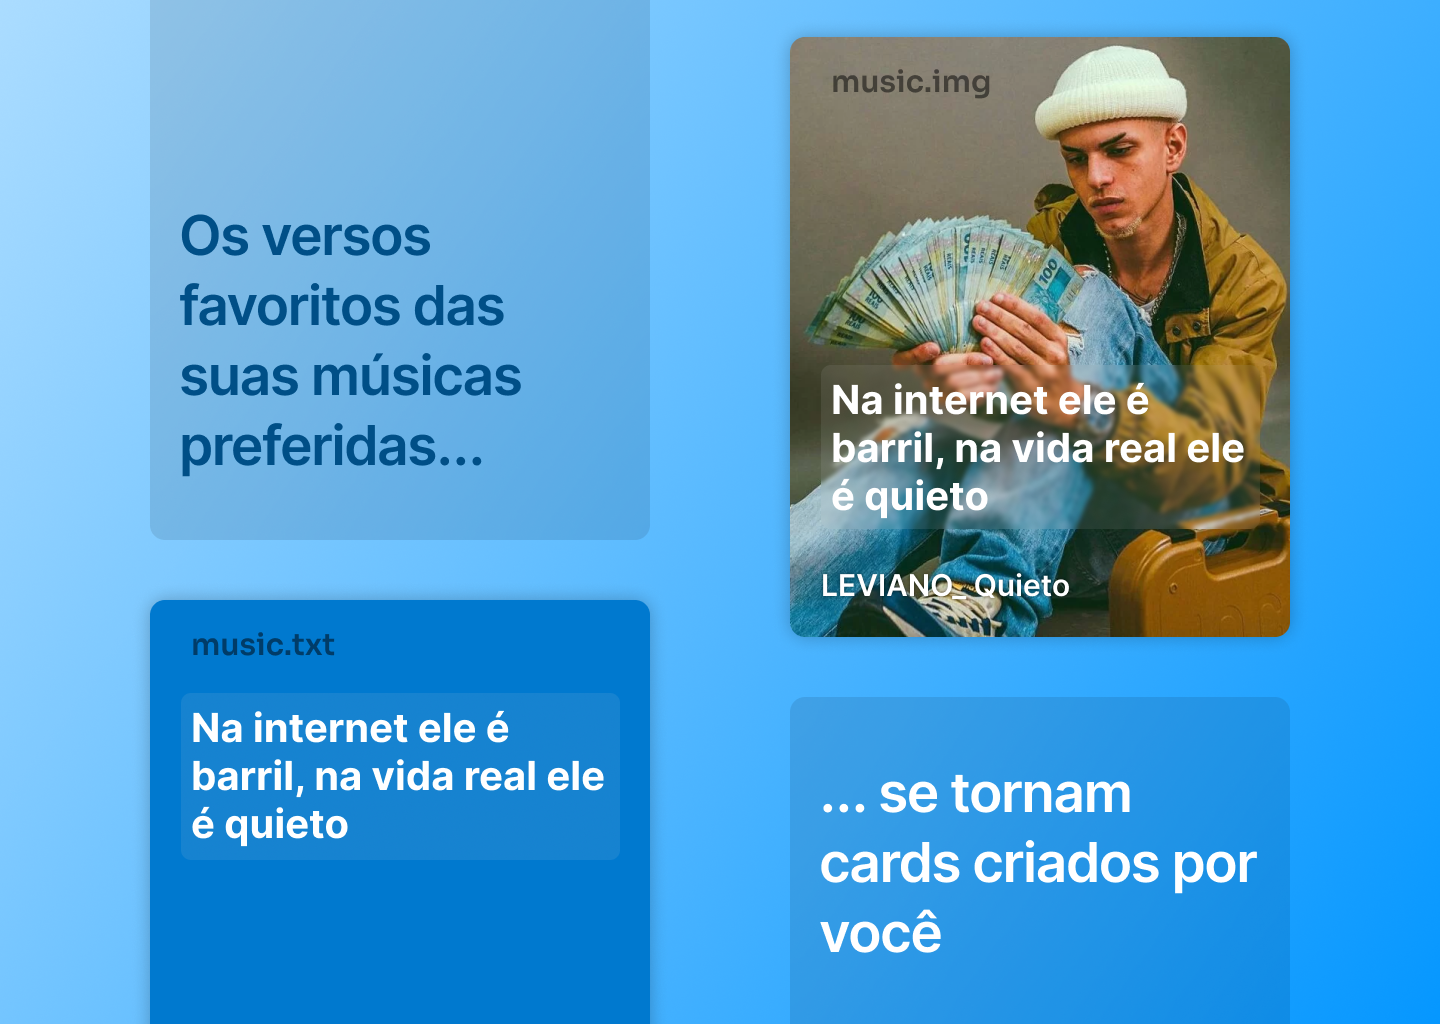 Os versos
favoritos das
suas músicas
preferidas...
music.txt
Na internet ele é
barril, na vida real ele
é quieto
music.img
100
Na internet ele é
barril, na vida real ele
é quieto
LEVIANO_ Quieto
... se tornam
cards criados por
você